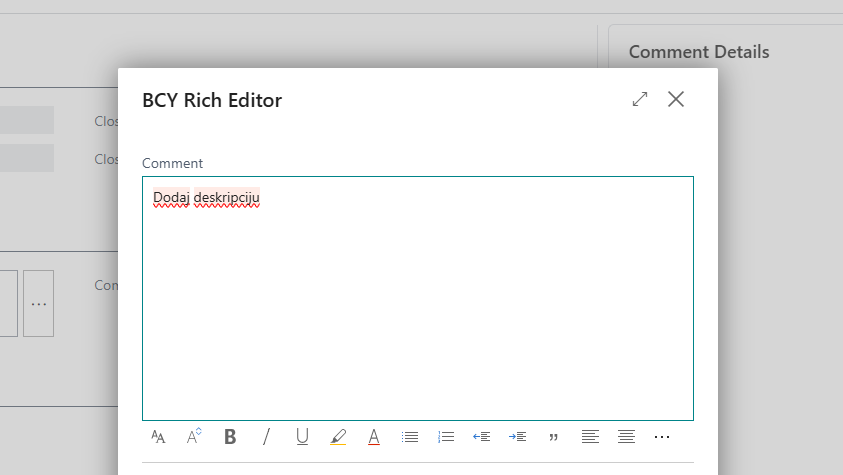 Comment Details
BCY Rich Editor
Clos
Clos
Comment
Dodaj deskripciju
Com